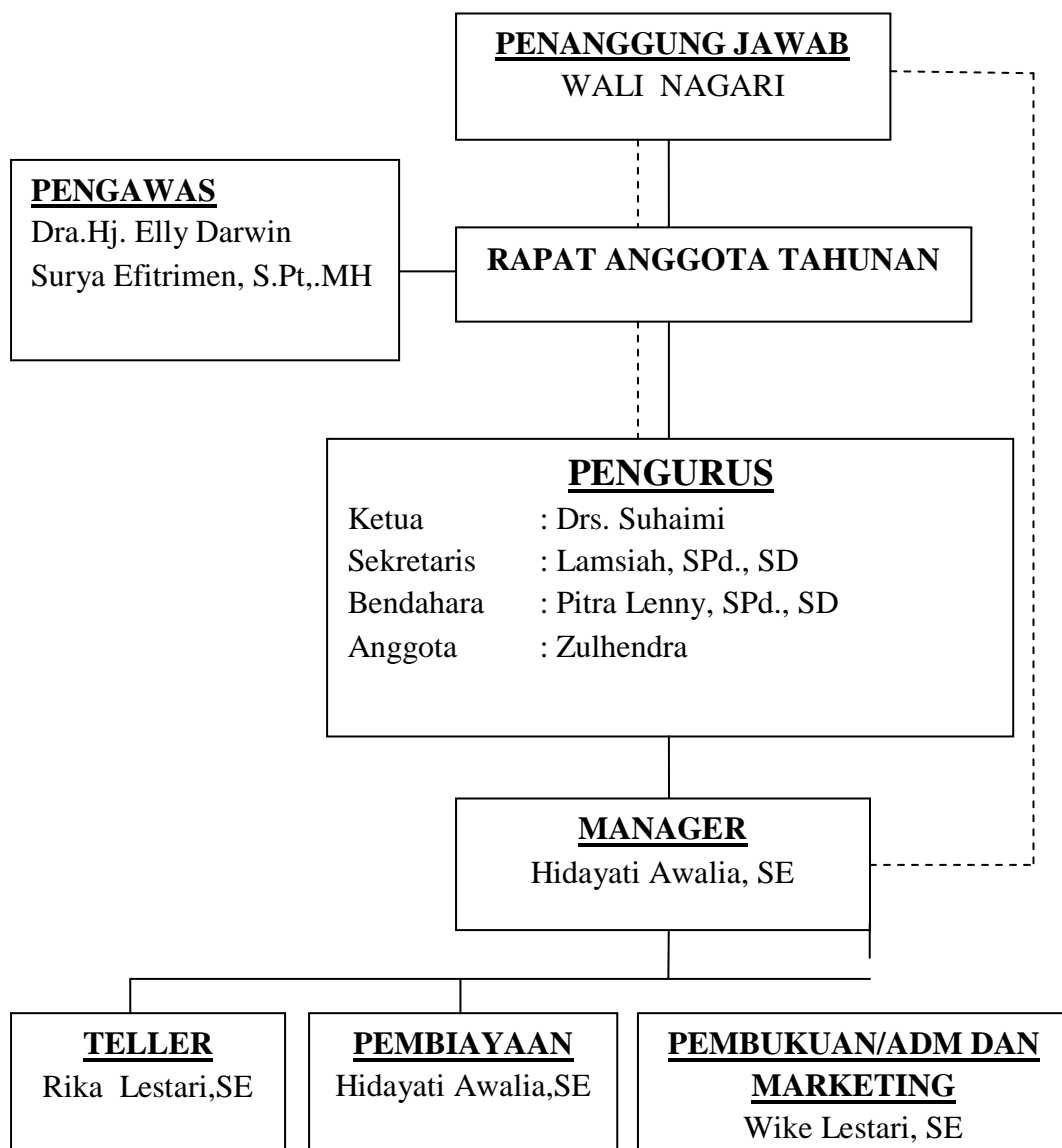 PENANGGUNG JAWAB
WALI NAGARI
PENGAWAS
Dra.Hj. Elly Darwin
Surya Efitrimen, S.Pt,.MH
RAPAT ANGGOTA TAHUNAN
PENGURUS
Ketua : Drs. Suhaimi
Sekretaris : Lamsiah, SPd., SD
Bendahara : Pitra Lenny, SPd., SD
Anggota : Zulhendra
MANAGER
Hidayati Awalia, SE
TELLER
Rika Lestari,SE
PEMBIAYAAN
Hidayati Awalia,SE
PEMBUKUAN/ADM DAN
MARKETING
Wike Lestari, SE